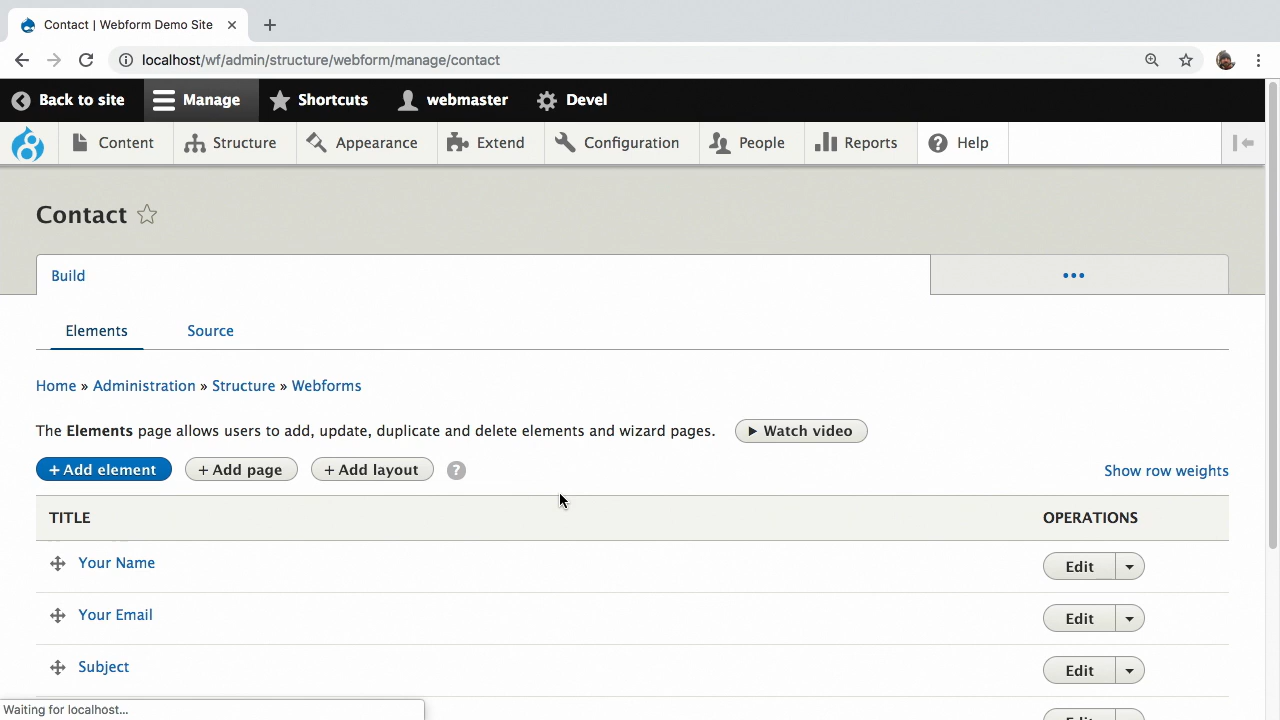 Contact | Webform Demo Site
localhost/wf/admin/structure/webform/manage/contact
Back to site Manage Shortcuts webmaster Devel
Content Structure Appearance Extend Configuration People Reports Help
Contact
Build
Elements Source
Home » Administration » Structure » Webforms
The Elements page allows users to add, update, duplicate and delete elements and wizard pages. Watch video
+ Add element + Add page + Add layout ? Show row weights
TITLE OPERATIONS
Your Name Edit
Your Email Edit
Subject Edit
Waiting for localhost...